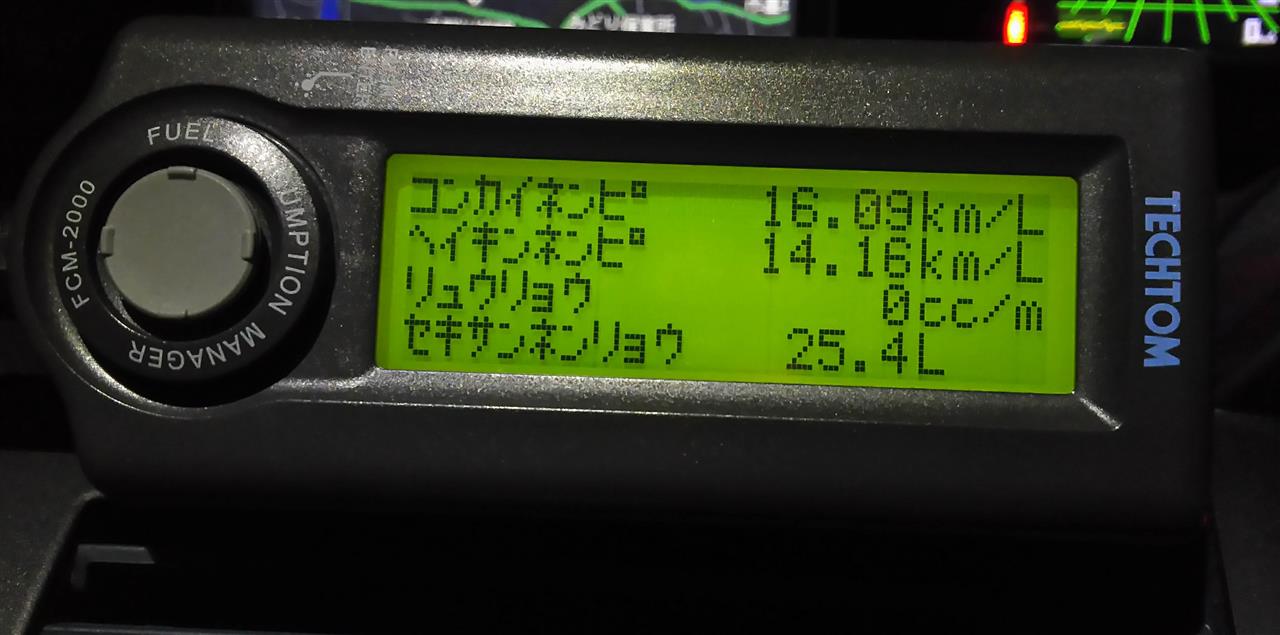 FUEL
UMPTION
MANAGER
FCM-2000
コンカイネンピ゜ 16.09km/L
ヘイキンネンピ゜ 14.16km/L
リュウリョウ 0cc/m
セキサンネンリョウ 25.4L
TECHTOM